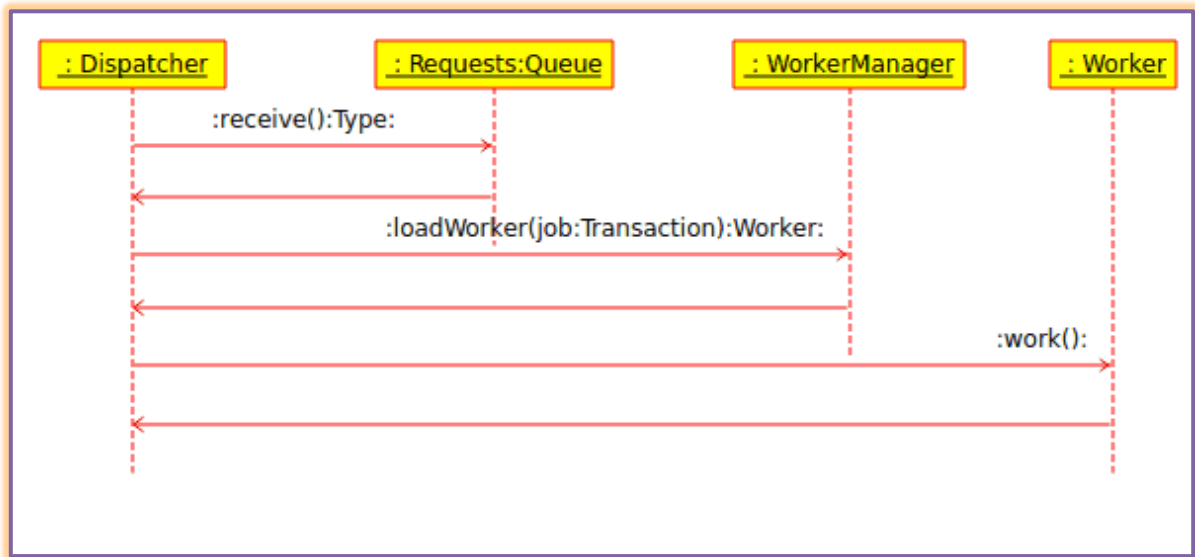 : Dispatcher
: Requests:Queue
: WorkerManager
: Worker
:receive():Type:
:loadWorker(job:Transaction):Worker:
:work():